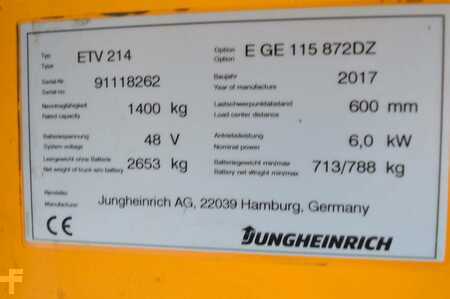 Typ
Type
ETV 214
Option
Option
E GE 115 872DZ
Serial-Nr.
Serial no.
91118262
Baujahr
Year of manufacture
2017
Nenntragfähigkeit
Rated capacity
1400 kg
Lastschwerpunktabstand
Load center distance
600 mm
Batteriespannung
System voltage
48 V
Antriebsleistung
Nominal power
6,0 kW
Leergewicht ohne Batterie
Net weight of truck w/o battery
2653 kg
Batteriegewicht min/max
Battery net weight min/max
713/788 kg
Hersteller
Manufacturer
Jungheinrich AG, 22039 Hamburg, Germany
CE
JUNGHEINRICH